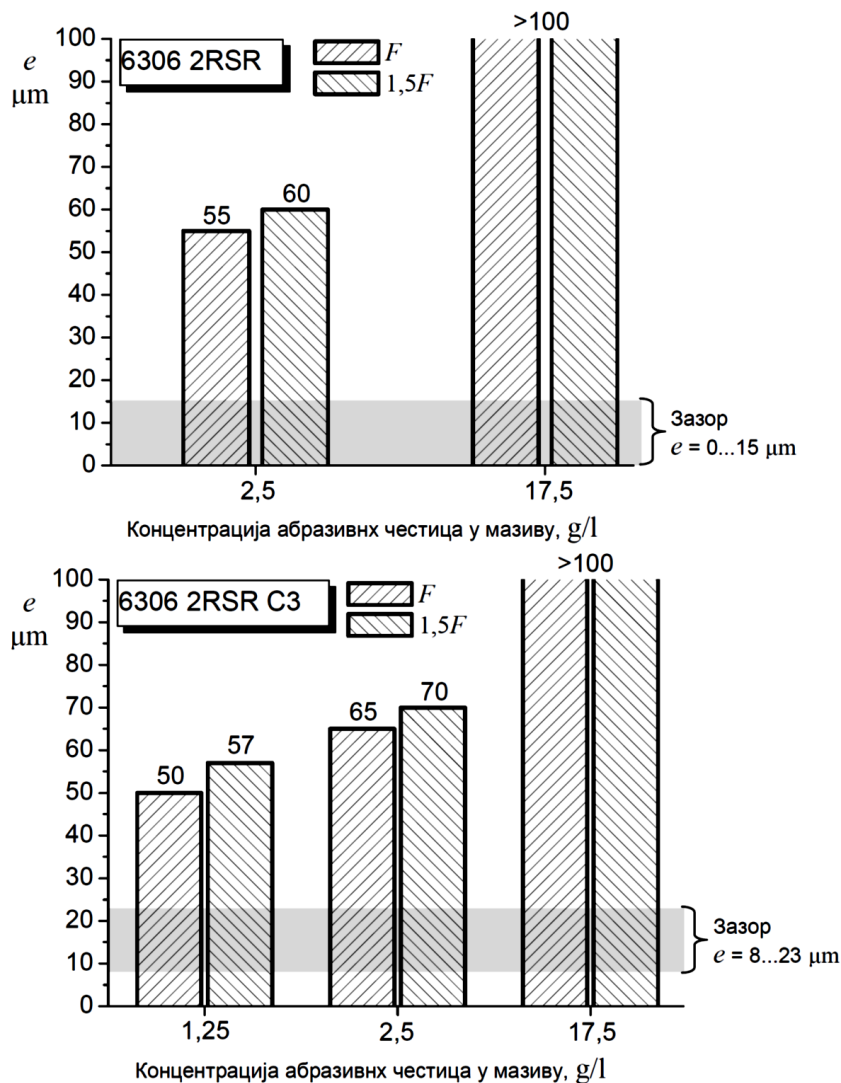 >100
100
90
80
70
60
50
40
30
20
10
0
e
μm
6306 2RSR
F
1,5F
55
60
Зазор
e = 0...15 μm
2,5
17,5
Концентрација абразивнх честица у мазиву, g/l
>100
100
90
80
70
60
50
40
30
20
10
0
e
μm
6306 2RSR C3
F
1,5F
50
57
65
70
Зазор
e = 8...23 μm
1,25
2,5
17,5
Концентрација абразивнх честица у мазиву, g/l